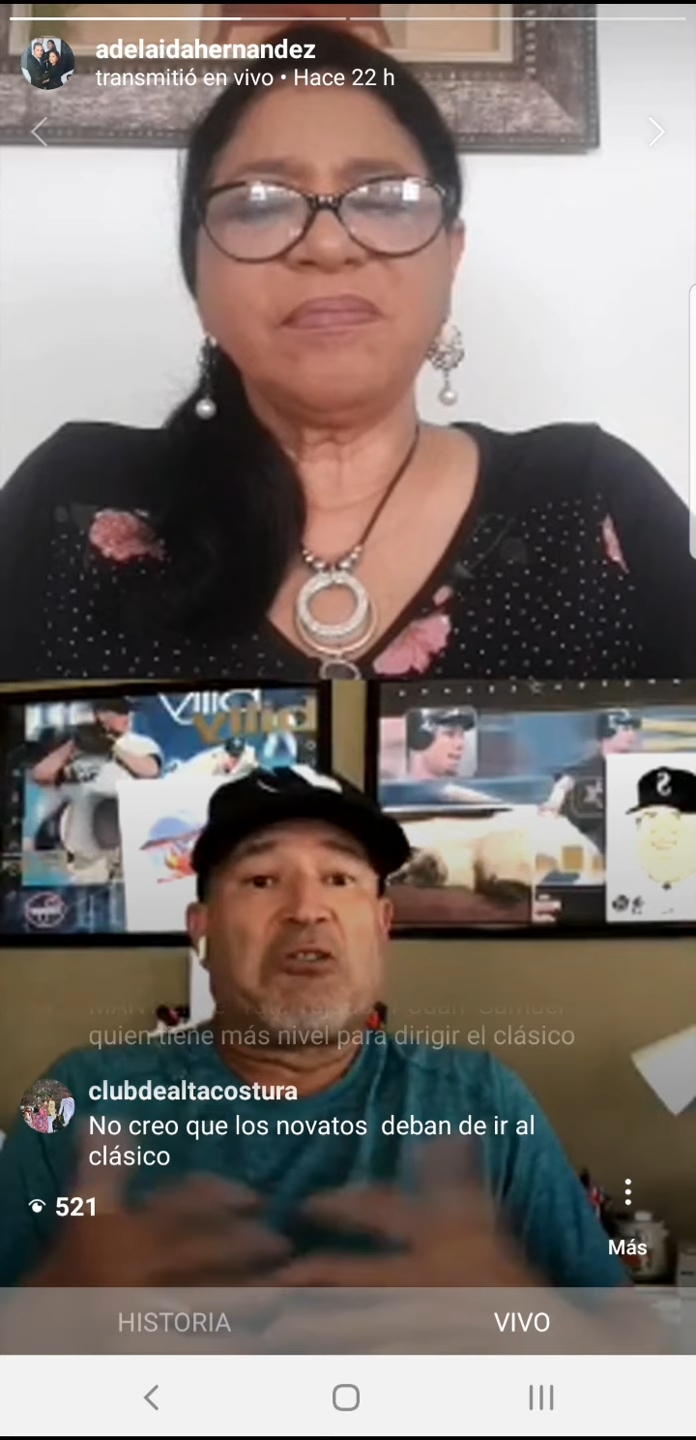 adelaidahernandez
transmitió en vivo • Hace 22 h
quien tiene más nivel para dirigir el clásico
clubdealtacostura
No creo que los novatos deban de ir al
clásico
521
Más
HISTORIA
VIVO